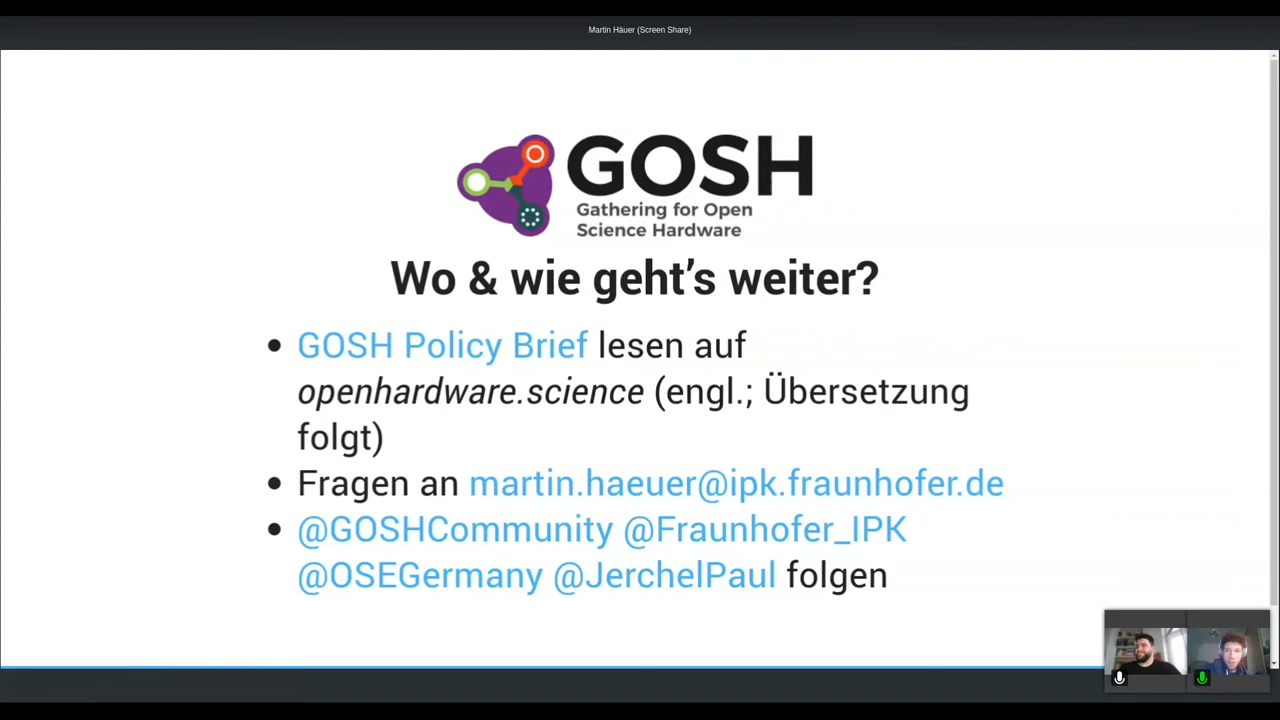 Martin Häuer (Screen Share)
GOSH
Gathering for Open
Science Hardware
Wo & wie geht's weiter?
• GOSH Policy Brief lesen auf
openhardware.science (engl.; Übersetzung
folgt)
• Fragen an martin.haeuer@ipk.fraunhofer.de
• @GOSHCommunity @Fraunhofer_IPK
@OSEGermany @JerchelPaul folgen